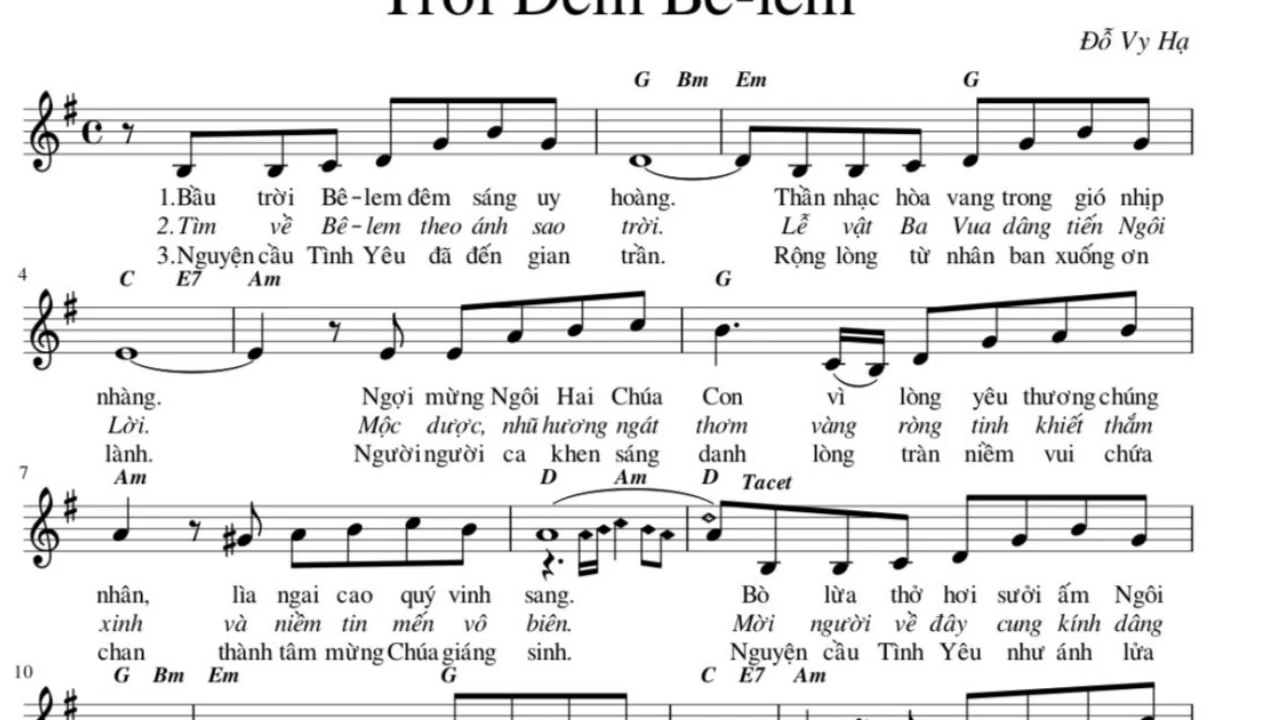 Trời Đêm Bê-lem
Đỗ Vy Hạ
G Bm Em G
1.Bầu trời Bê-lem đêm sáng uy hoàng. Thần nhạc hòa vang trong gió nhịp
2.Tìm về Bê-lem theo ánh sao trời. Lễ vật Ba Vua dâng tiến Ngôi
3.Nguyện cầu Tình Yêu đã đến gian trần. Rộng lòng từ nhân ban xuống ơn
4 C E7 Am G
nhàng. Ngợi mừng Ngôi Hai Chúa Con vì lòng yêu thương chúng
Lời. Mộc dược, nhũ hương ngát thơm vàng ròng tinh khiết thắm
lành. Người người ca khen sáng danh lòng tràn niềm vui chứa
7 Am D Am D Tacet
nhân, lìa ngai cao quý vinh sang. Bò lừa thở hơi sưởi ấm Ngôi
xinh và niềm tin mến vô biên. Mời người về đây cung kính dâng
chan thành tâm mừng Chúa giáng sinh. Nguyện cầu Tình Yêu như ánh lửa
10 G Bm Em G C E7 Am